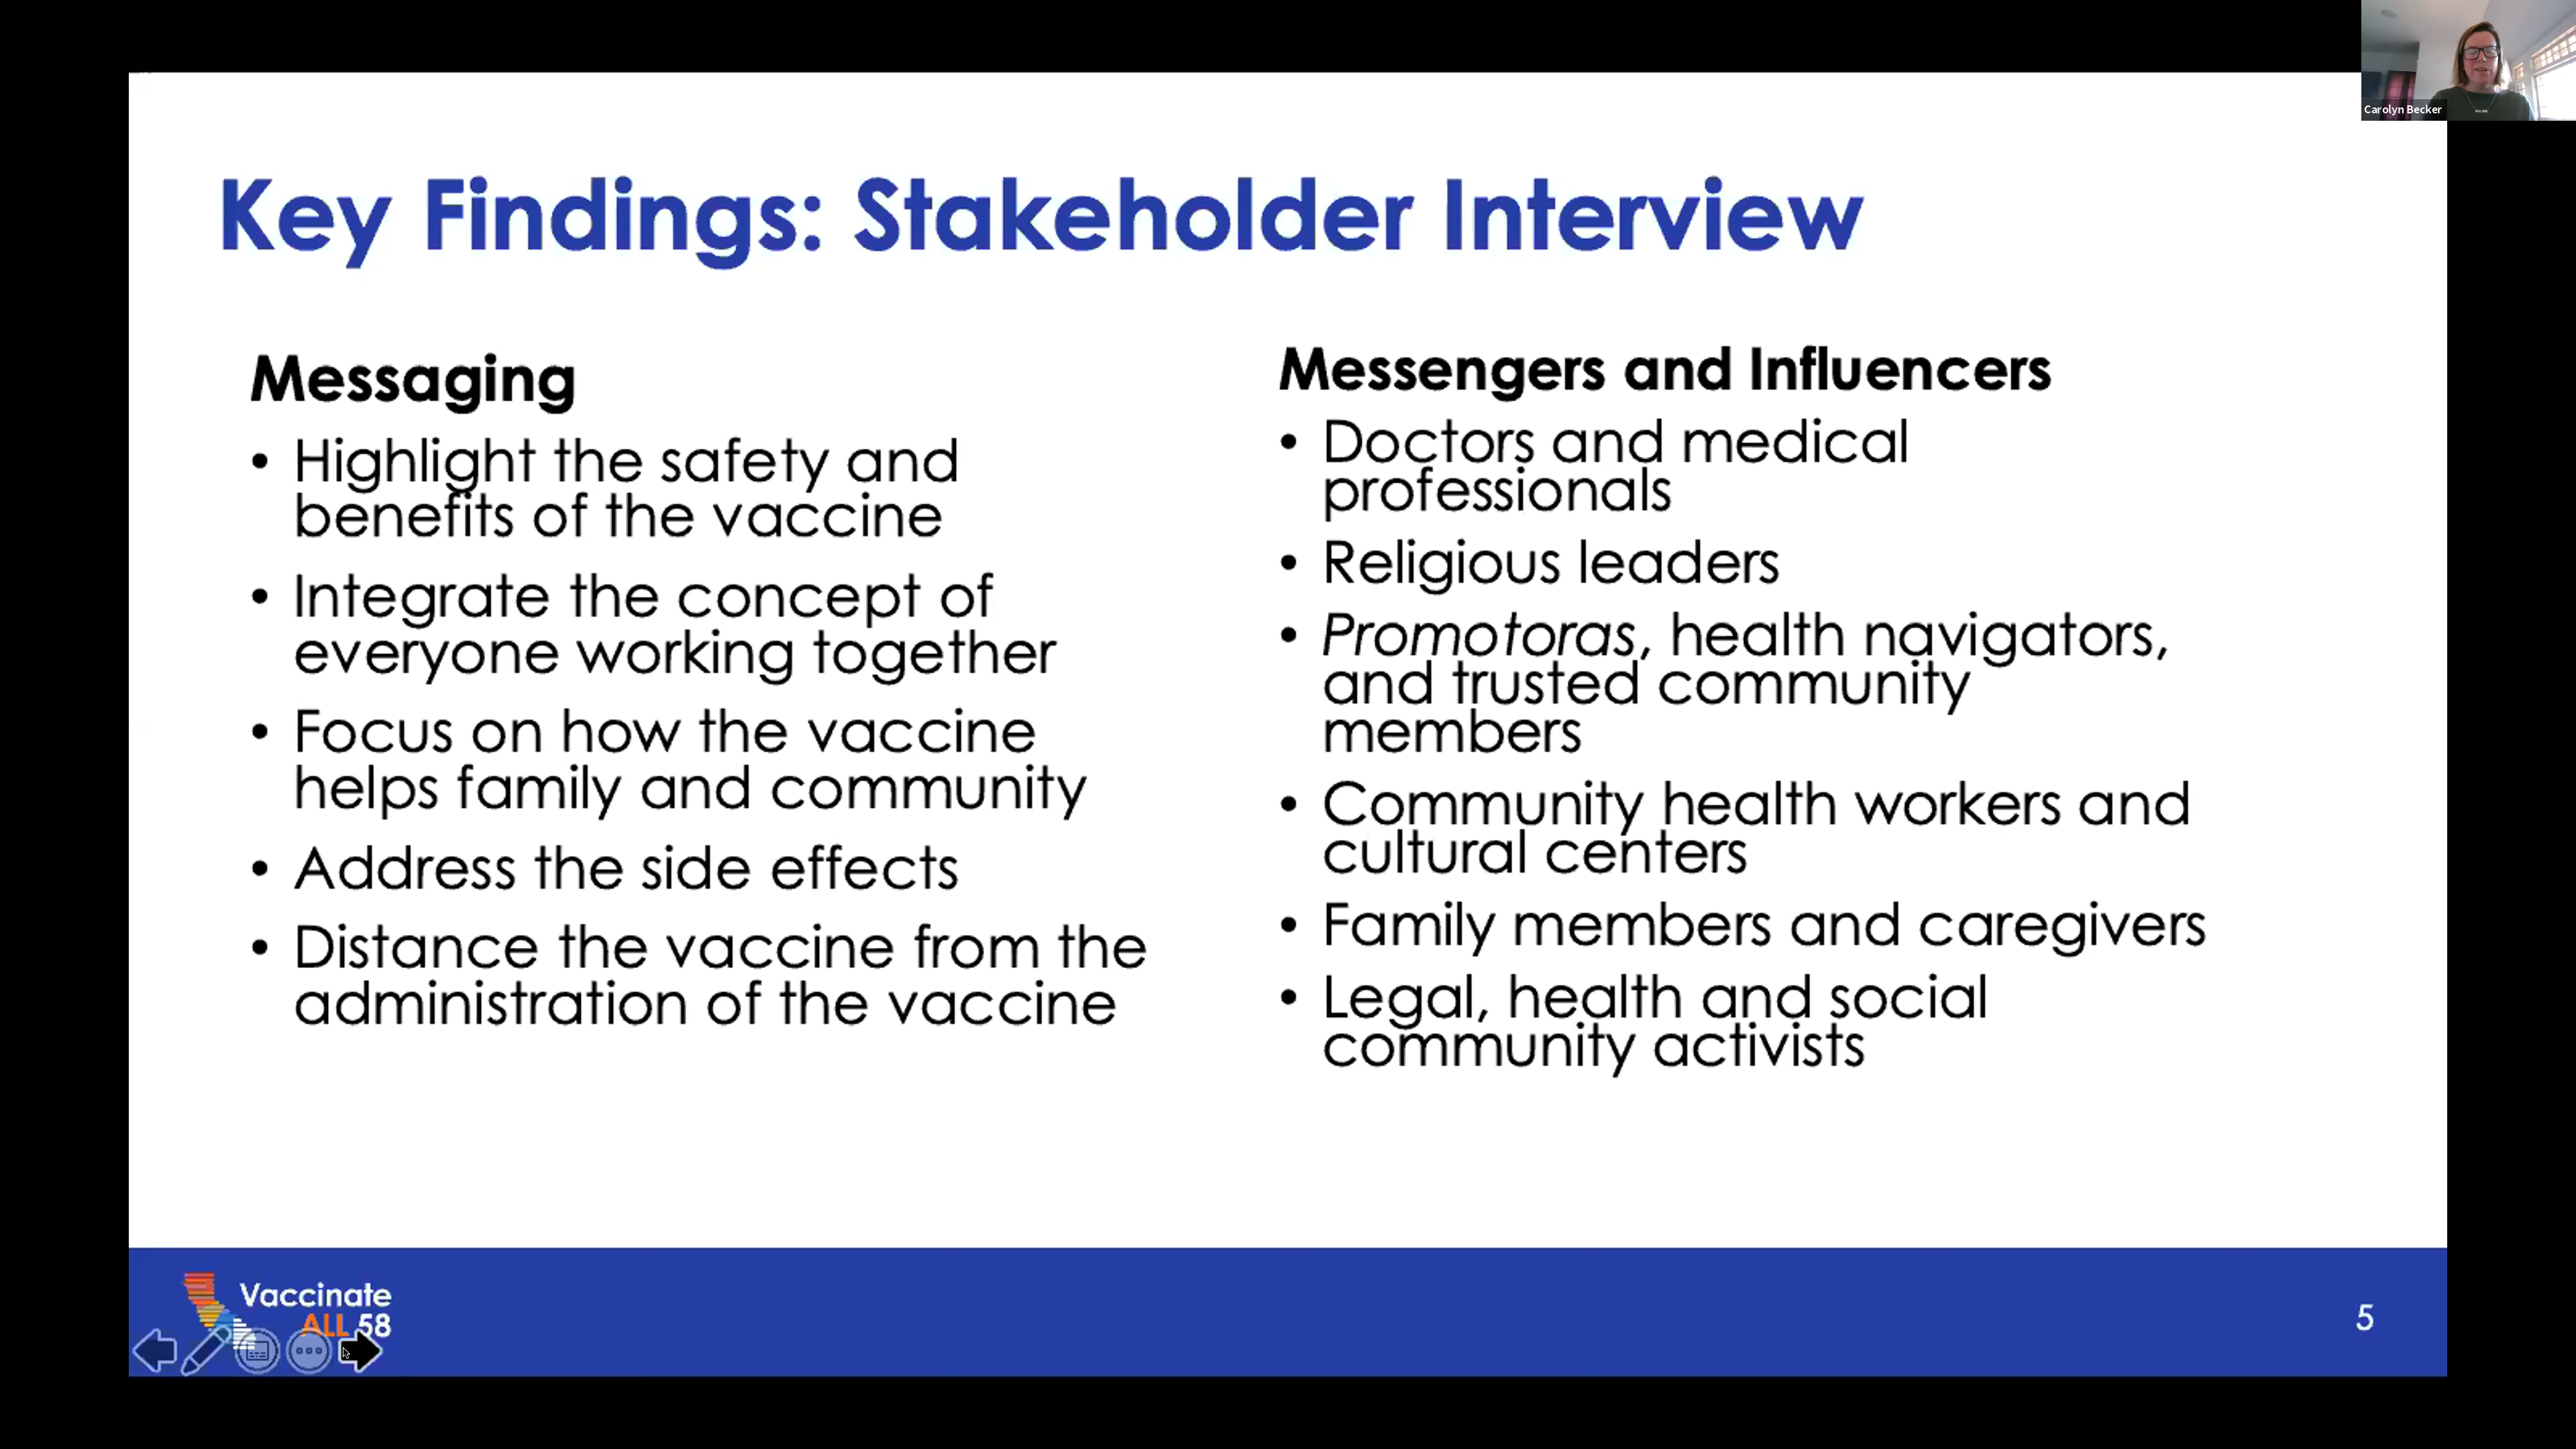 Carolyn Becker
Key Findings: Stakeholder Interview
Messaging
• Highlight the safety and
benefits of the vaccine
• Integrate the concept of
everyone working together
• Focus on how the vaccine
helps family and community
• Address the side effects
• Distance the vaccine from the
administration of the vaccine
Messengers and Influencers
• Doctors and medical
professionals
• Religious leaders
• Promotoras, health navigators,
and trusted community
members
• Community health workers and
cultural centers
• Family members and caregivers
• Legal, health and social
community activists
Vaccinate
ALL 58
5